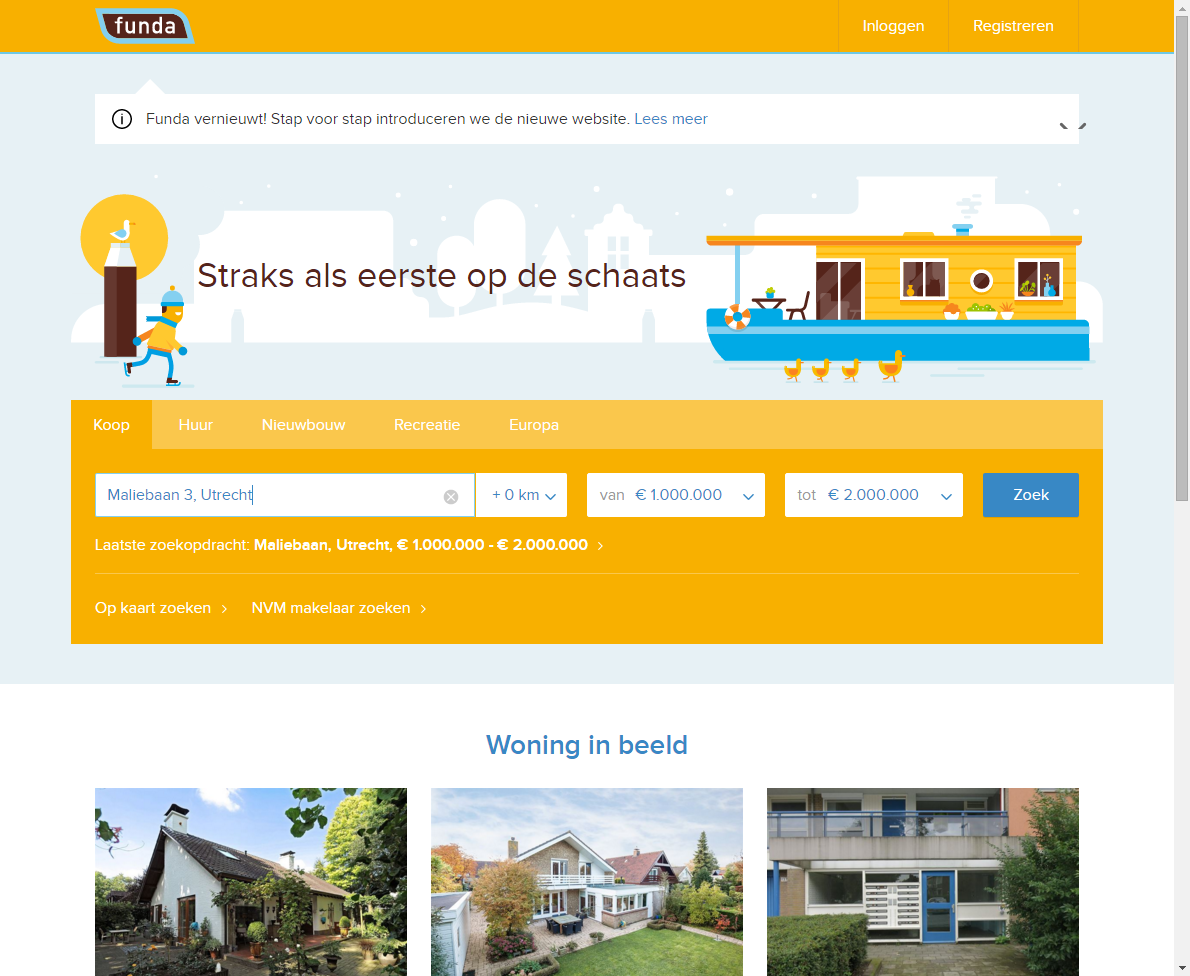 funda
Inloggen
Registreren
Funda vernieuwt! Stap voor stap introduceren we de nieuwe website. Lees meer
Straks als eerste op de schaats
Koop
Huur
Nieuwbouw
Recreatie
Europa
Maliebaan 3, Utrecht
+ 0 km
van € 1.000.000
tot € 2.000.000
Zoek
Laatste zoekopdracht: Maliebaan, Utrecht, € 1.000.000 - € 2.000.000
Op kaart zoeken
NVM makelaar zoeken
Woning in beeld